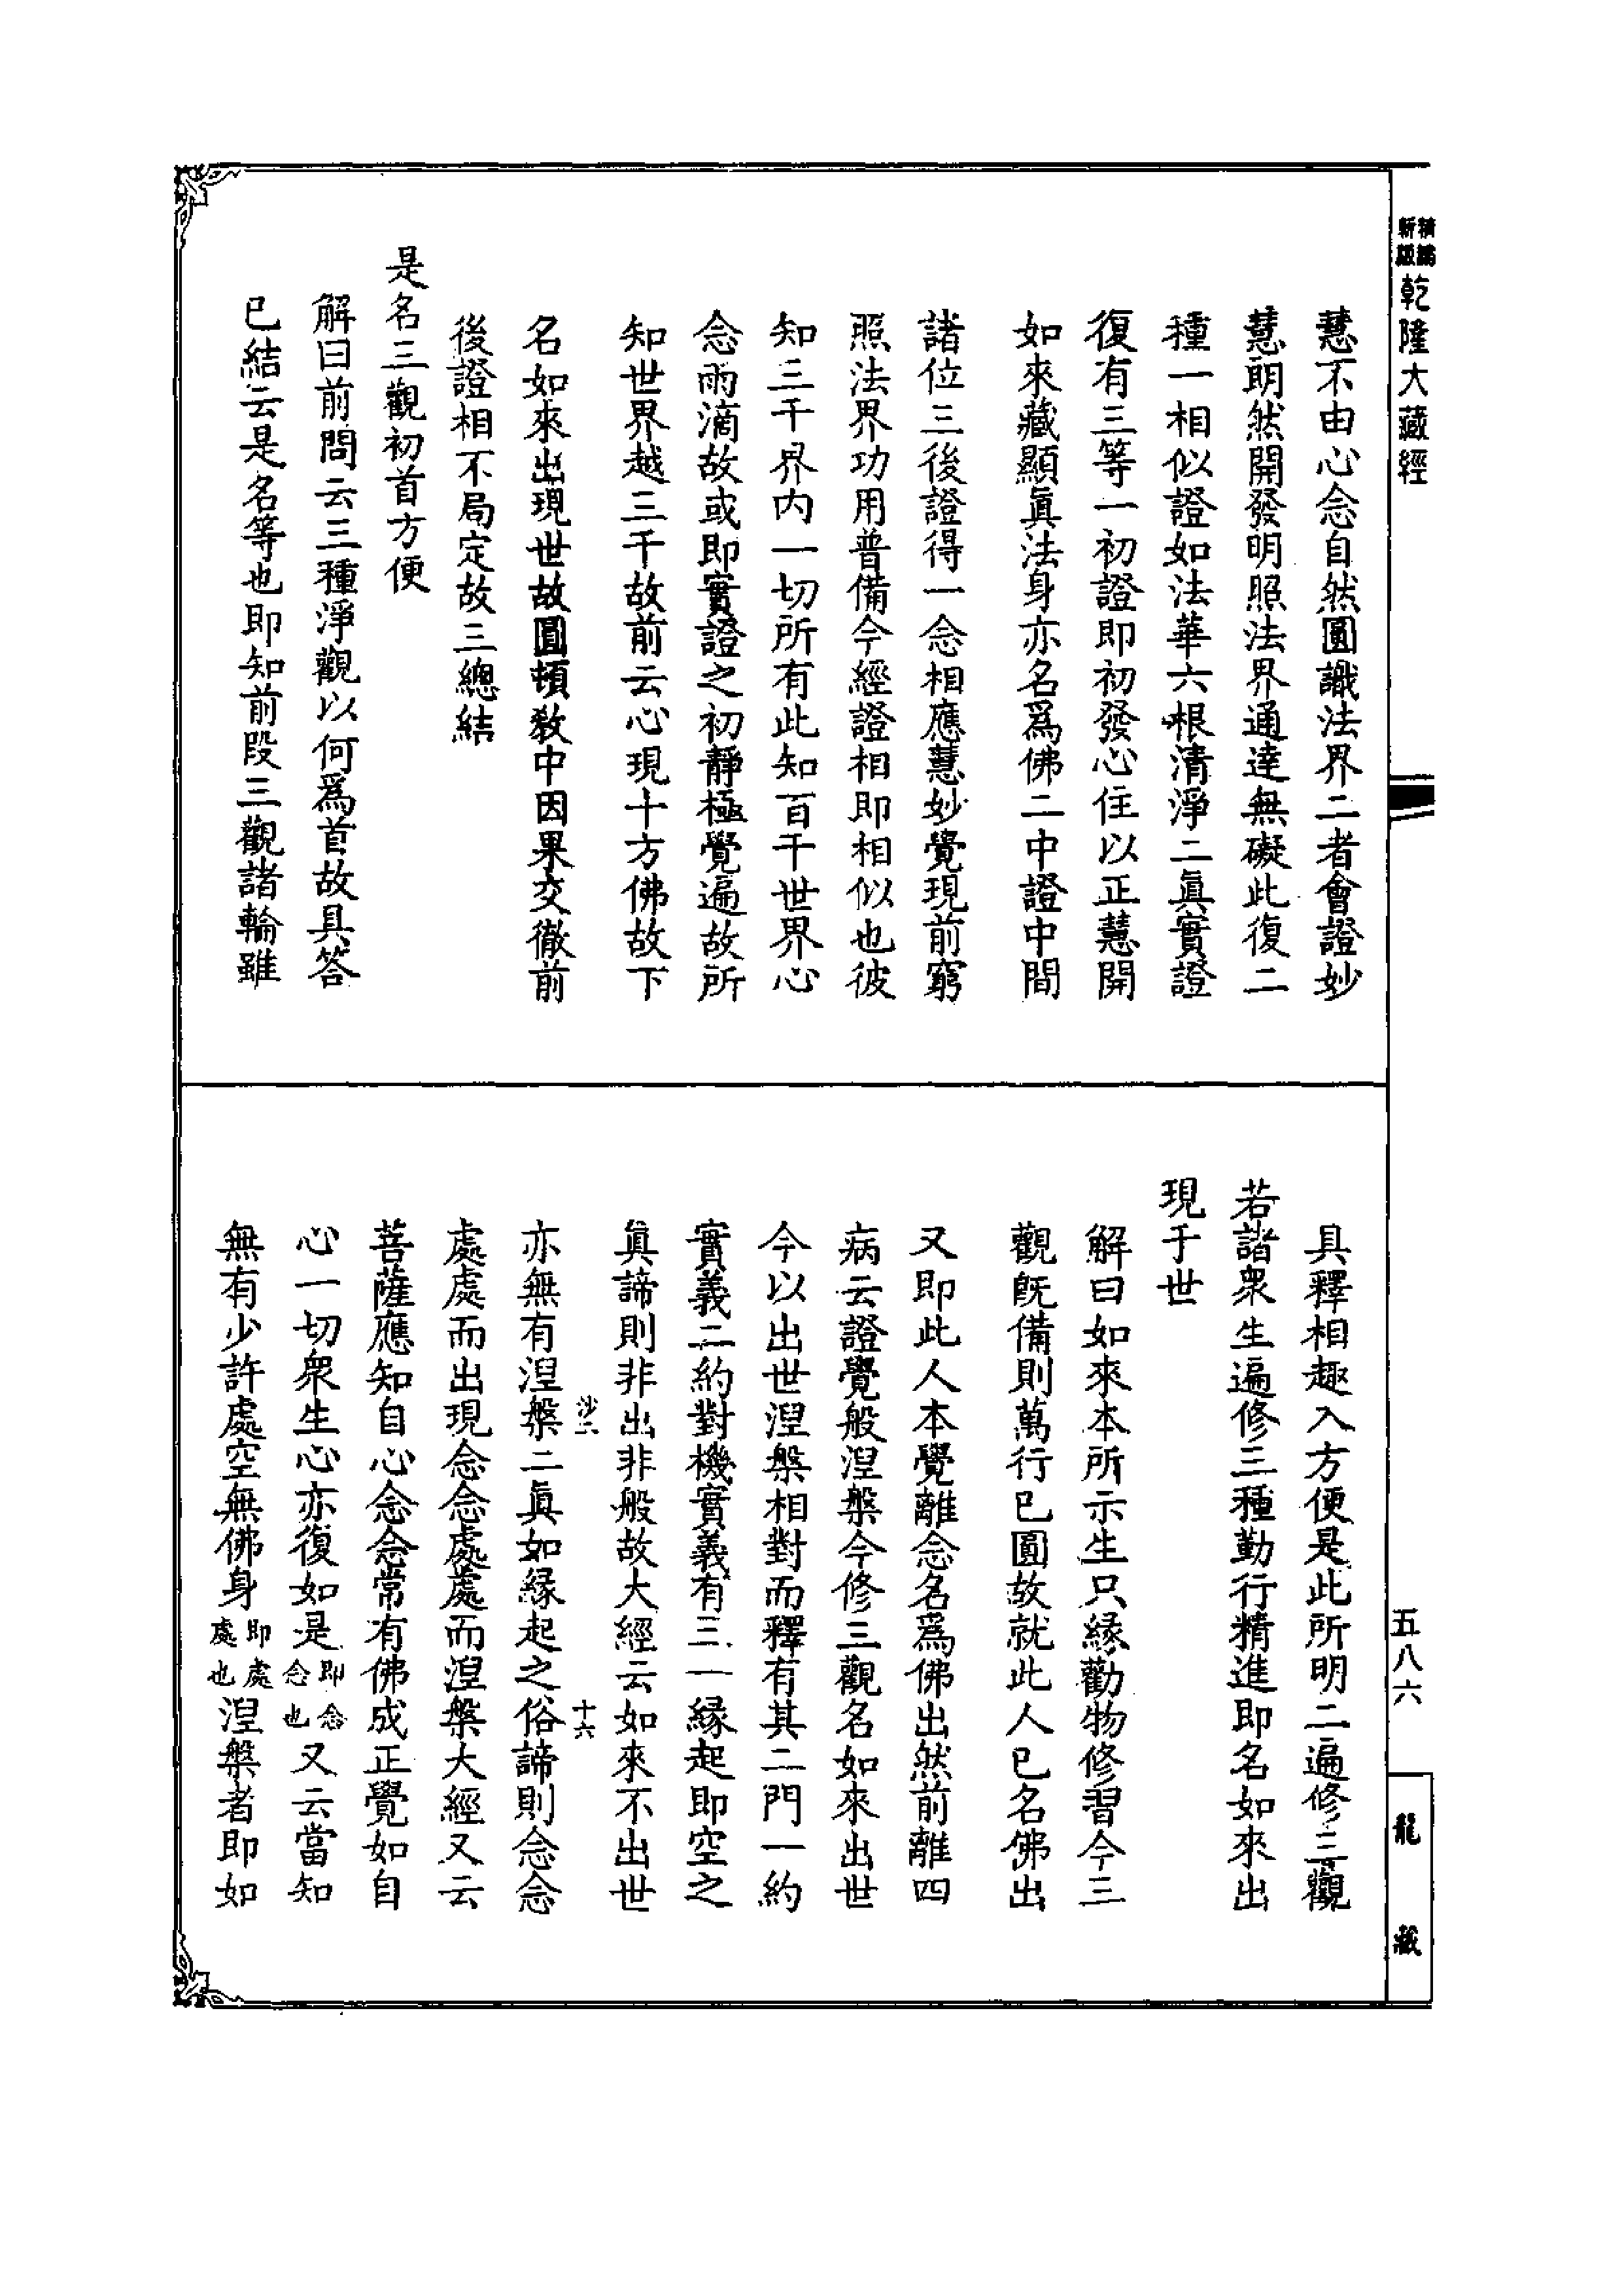 精編
新版
乾隆大藏經
慧不由心念自然圓識法界二者會證妙
慧朗然開發明照法界通達無礙此復二
種一相似證如法華六根清淨二眞實證
復有三等一初證即初發心住以正慧開
如來藏顯眞法身亦名爲佛二中證中間
諸位三後證得一念相應慧妙覺現前窮
照法界功用普備今經證相即相似也彼
知三千界内一切所有此知百千世界心
念雨滴故或即實證之初靜極覺遍故所
知世界越三千故前云心現十方佛故下
名如來出現世故圓頓教中因果交徹前
後證相不局定故三總結
是名三觀初首方便
解曰前問云三種淨觀以何爲首故具答
已結云是名等也即知前段三觀諸輪雖
五八六
龍藏
具釋相趣入方便是此所明二遍修三觀
若諸衆生遍修三種勤行精進即名如來出
現于世
解曰如來本所示生只緣勸物修習今三
觀既備則萬行已圓故就此人已名佛出
又即此人本覺離念名爲佛出然前離四
病云證覺般涅槃今修三觀名如來出世
今以出世涅槃相對而釋有其二門一約
實義二約對機實義有三一緣起即空之
眞諦則非出非般故大經云如來不出世
沙二
十六
亦無有涅槃二眞如緣起之俗諦則念念
處處而出現念念處處而涅槃大經又云
菩薩應知自心念念常有佛成正覺如自
心一切衆生心亦復如是即念念也又云當知
無有少許處空無佛身即處處也涅槃者即如